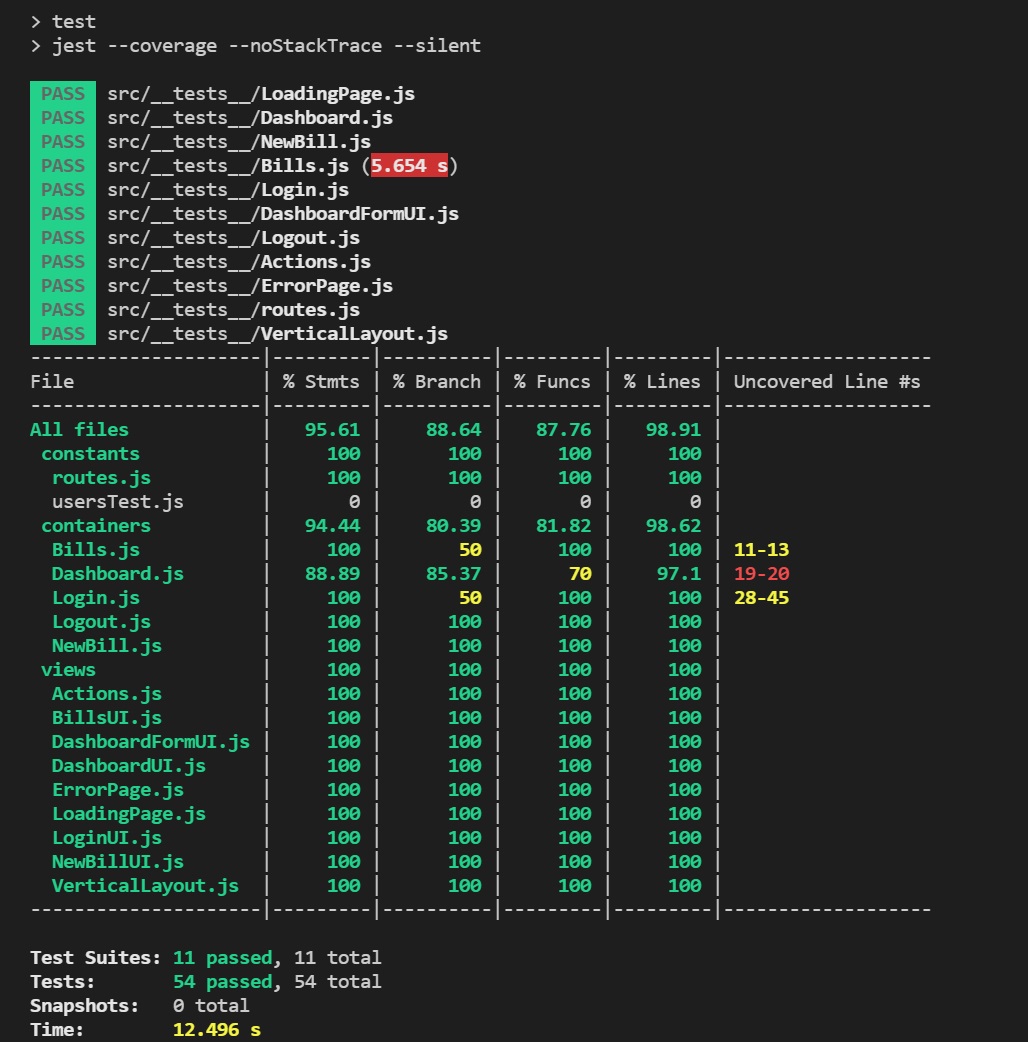 > test
> jest --coverage --noStackTrace --silent
PASS src/__tests__/LoadingPage.js
PASS src/__tests__/Dashboard.js
PASS src/__tests__/NewBill.js
PASS src/__tests__/Bills.js (5.654 s)
PASS src/__tests__/Login.js
PASS src/__tests__/DashboardFormUI.js
PASS src/__tests__/Logout.js
PASS src/__tests__/Actions.js
PASS src/__tests__/ErrorPage.js
PASS src/__tests__/routes.js
PASS src/__tests__/VerticalLayout.js
---------------------|---------|----------|---------|---------|-------------------
File                 | % Stmts | % Branch | % Funcs | % Lines | Uncovered Line #s
---------------------|---------|----------|---------|---------|-------------------
All files            |   95.61 |    88.64 |   87.76 |   98.91 |
 constants           |     100 |      100 |     100 |     100 |
  routes.js          |     100 |      100 |     100 |     100 |
  usersTest.js       |       0 |        0 |       0 |       0 |
 containers          |   94.44 |    80.39 |   81.82 |   98.62 |
  Bills.js           |     100 |       50 |     100 |     100 | 11-13
  Dashboard.js       |   88.89 |    85.37 |      70 |    97.1 | 19-20
  Login.js           |     100 |       50 |     100 |     100 | 28-45
  Logout.js          |     100 |      100 |     100 |     100 |
  NewBill.js         |     100 |      100 |     100 |     100 |
 views               |     100 |      100 |     100 |     100 |
  Actions.js         |     100 |      100 |     100 |     100 |
  BillsUI.js         |     100 |      100 |     100 |     100 |
  DashboardFormUI.js |     100 |      100 |     100 |     100 |
  DashboardUI.js     |     100 |      100 |     100 |     100 |
  ErrorPage.js       |     100 |      100 |     100 |     100 |
  LoadingPage.js     |     100 |      100 |     100 |     100 |
  LoginUI.js         |     100 |      100 |     100 |     100 |
  NewBillUI.js       |     100 |      100 |     100 |     100 |
  VerticalLayout.js  |     100 |      100 |     100 |     100 |
---------------------|---------|----------|---------|---------|-------------------
Test Suites: 11 passed, 11 total
Tests:       54 passed, 54 total
Snapshots:   0 total
Time:        12.496 s